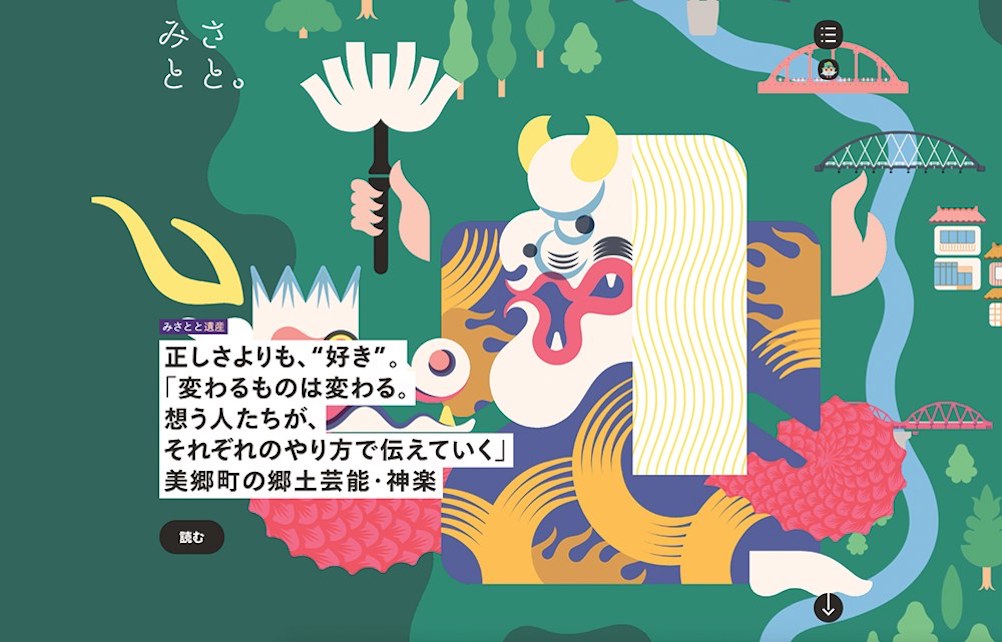 みさ
とと。
みさとと遺産
正しさよりも、“好き”。
「変わるものは変わる。
想う人たちが、
それぞれのやり方で伝えていく」
美郷町の郷土芸能・神楽
読む